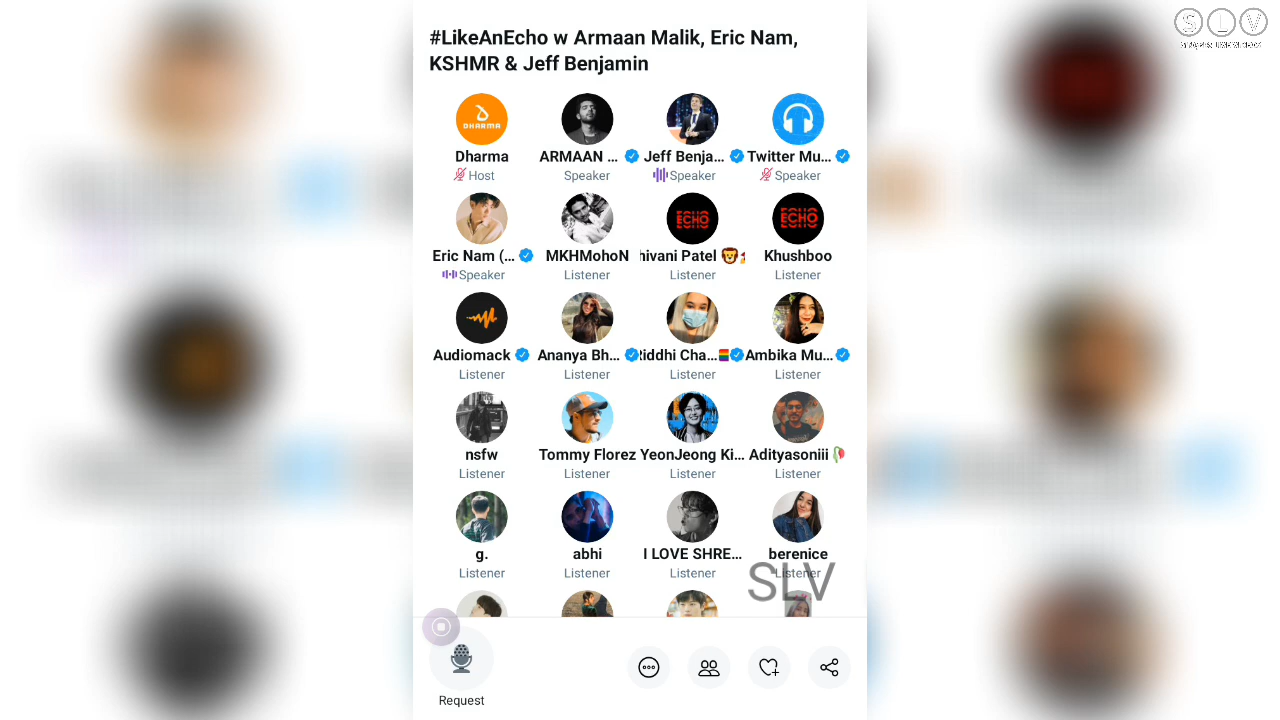 S L V
#LikeAnEcho w Armaan Malik, Eric Nam,
KSHMR & Jeff Benjamin
DHARMA
Dharma ARMAAN ... Jeff Benja... Twitter Mu...
Host Speaker Speaker Speaker
ECHO ECHO
Eric Nam (... MKHMohoN hivani Patel 🦁 Khushboo
Speaker Listener Listener Listener
Audiomack Ananya Bh... Riddhi Cha...🏳️‍🌈 Ambika Mu...
Listener Listener Listener Listener
nsfw Tommy Florez YeonJeong Ki... Adityasoniii🥀
Listener Listener Listener Listener
g. abhi I LOVE SHRE... berenice
Listener Listener Listener Listener
SLV
Request